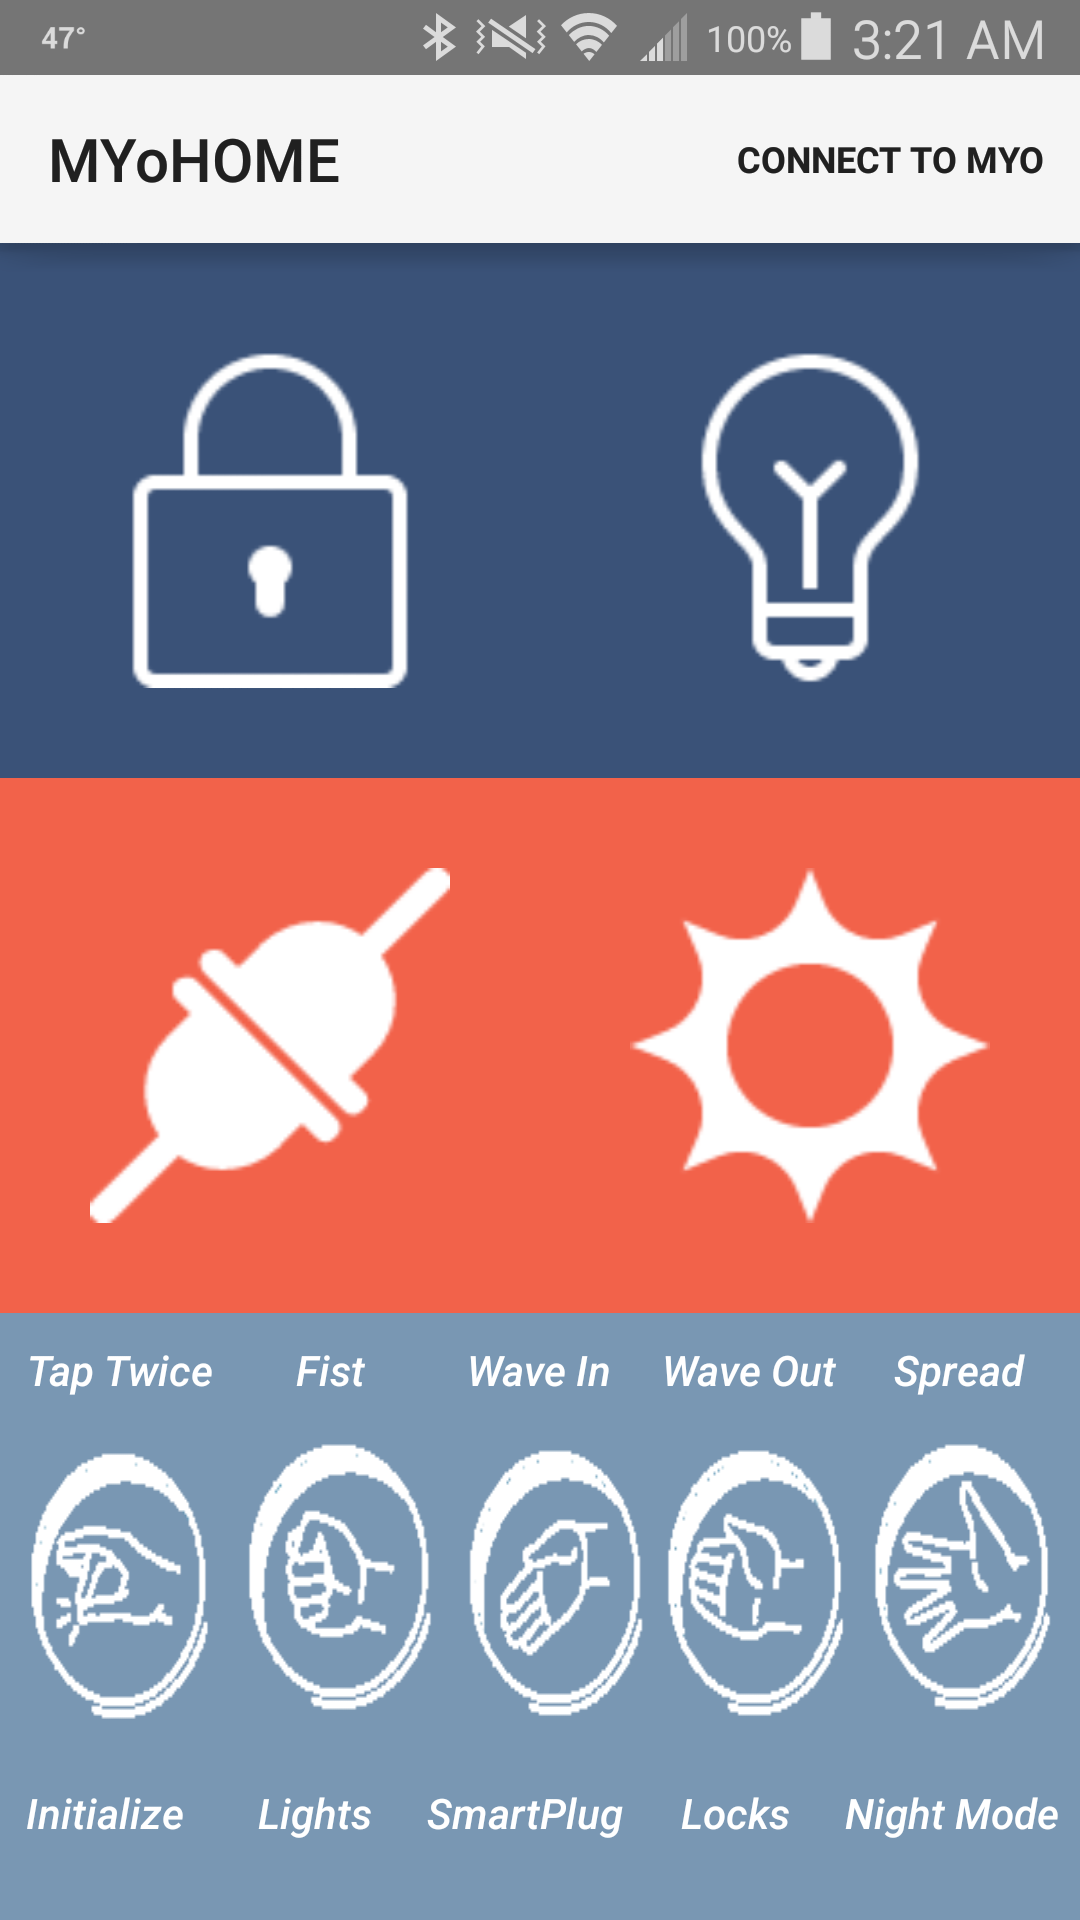 47° 100% 3:21 AM
MYoHOME CONNECT TO MYO
Tap Twice Fist Wave In Wave Out Spread
Initialize Lights SmartPlug Locks Night Mode